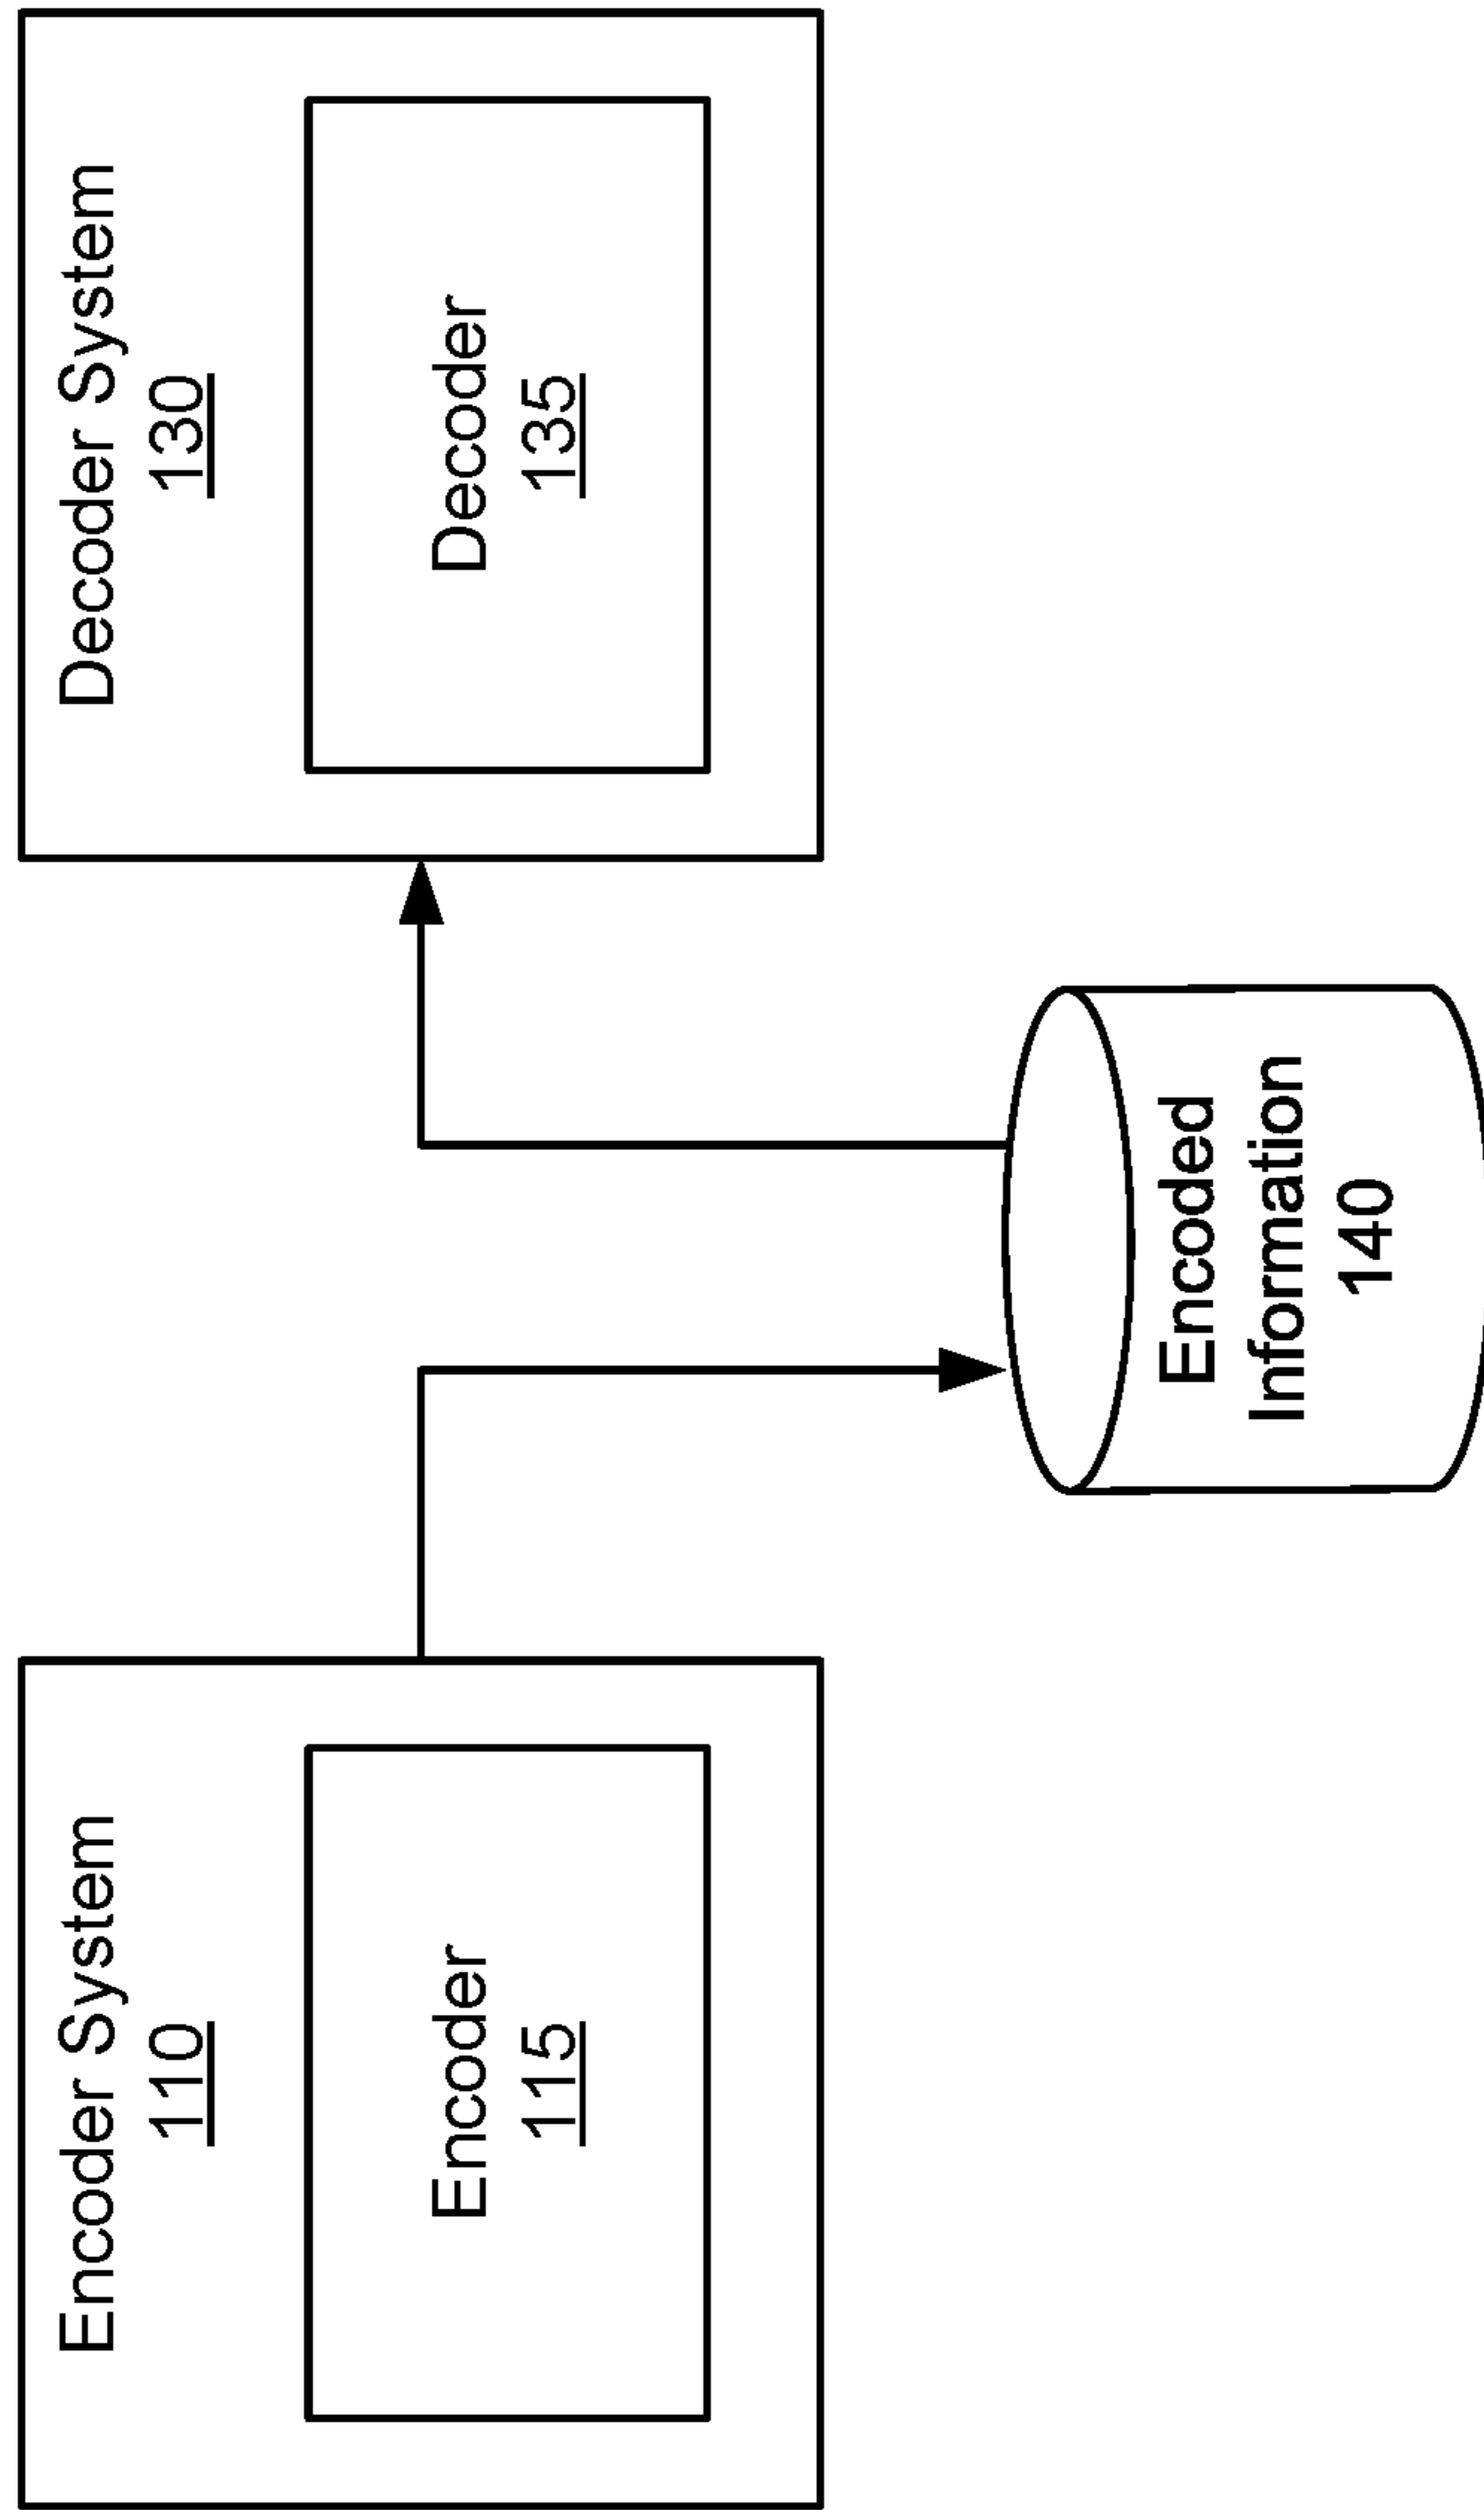 Encoder System
110
Encoder
115
Decoder System
130
Decoder
135
Encoded
Information
140